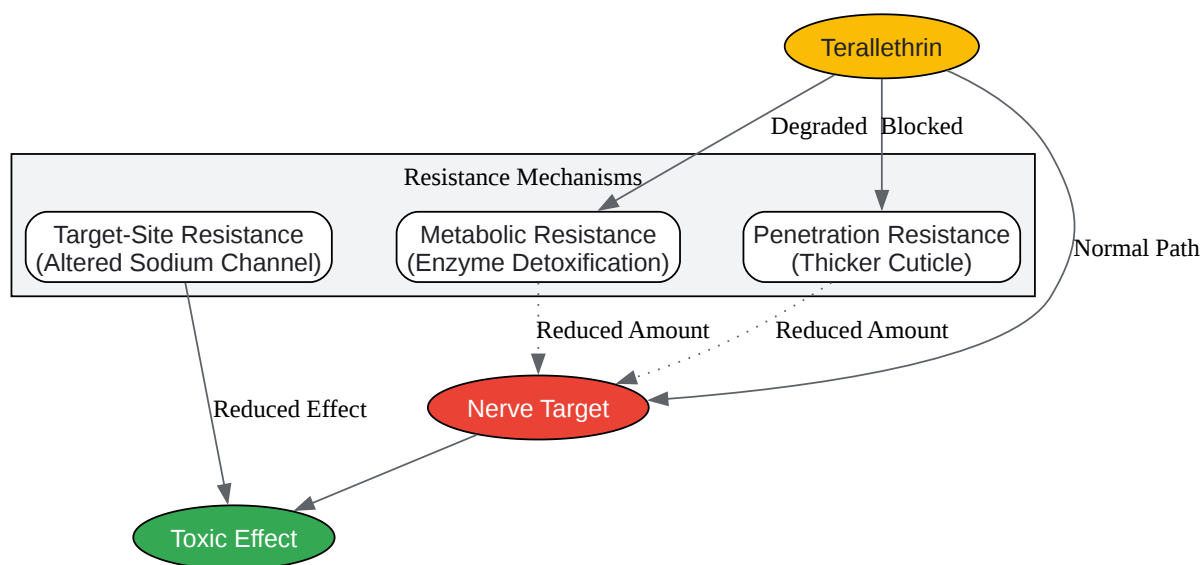 Terallethrin
Degraded
Blocked
Resistance Mechanisms
Target-Site Resistance
(Altered Sodium Channel)
Metabolic Resistance
(Enzyme Detoxification)
Penetration Resistance
(Thicker Cuticle)
Normal Path
Reduced Amount
Reduced Amount
Reduced Effect
Nerve Target
Toxic Effect